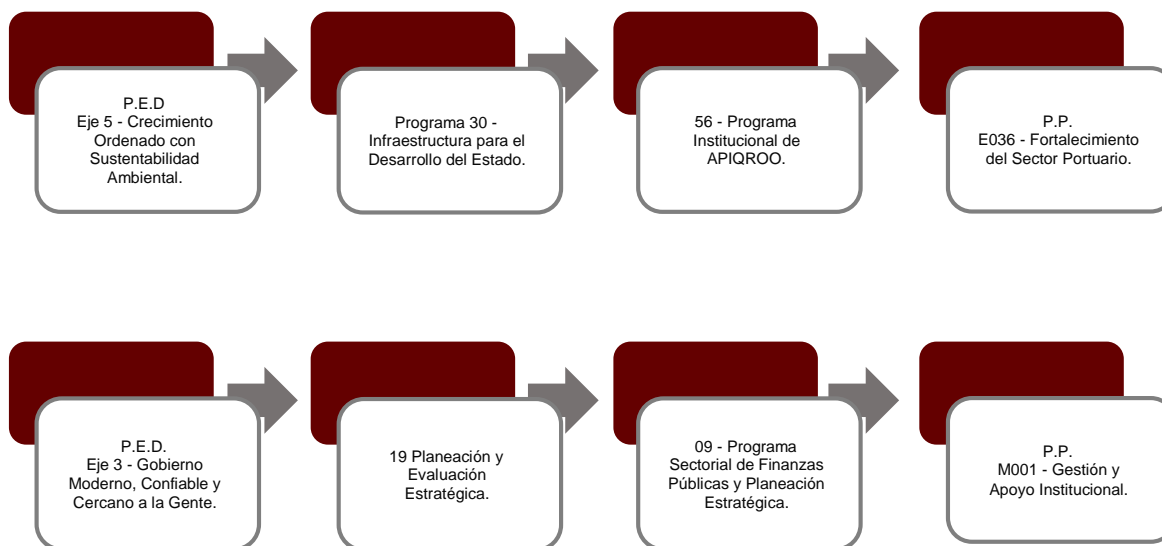 P.E.D
Eje 5 - Crecimiento
Ordenado con
Sustentabilidad
Ambiental.
Programa 30 -
Infraestructura para el
Desarrollo del Estado.
56 - Programa
Institucional de
APIQROO.
P.P.
E036 - Fortalecimiento
del Sector Portuario.
P.E.D.
Eje 3 - Gobierno
Moderno, Confiable y
Cercano a la Gente.
19 Planeación y
Evaluación
Estratégica.
09 - Programa
Sectorial de Finanzas
Públicas y Planeación
Estratégica.
P.P.
M001 - Gestión y
Apoyo Institucional.